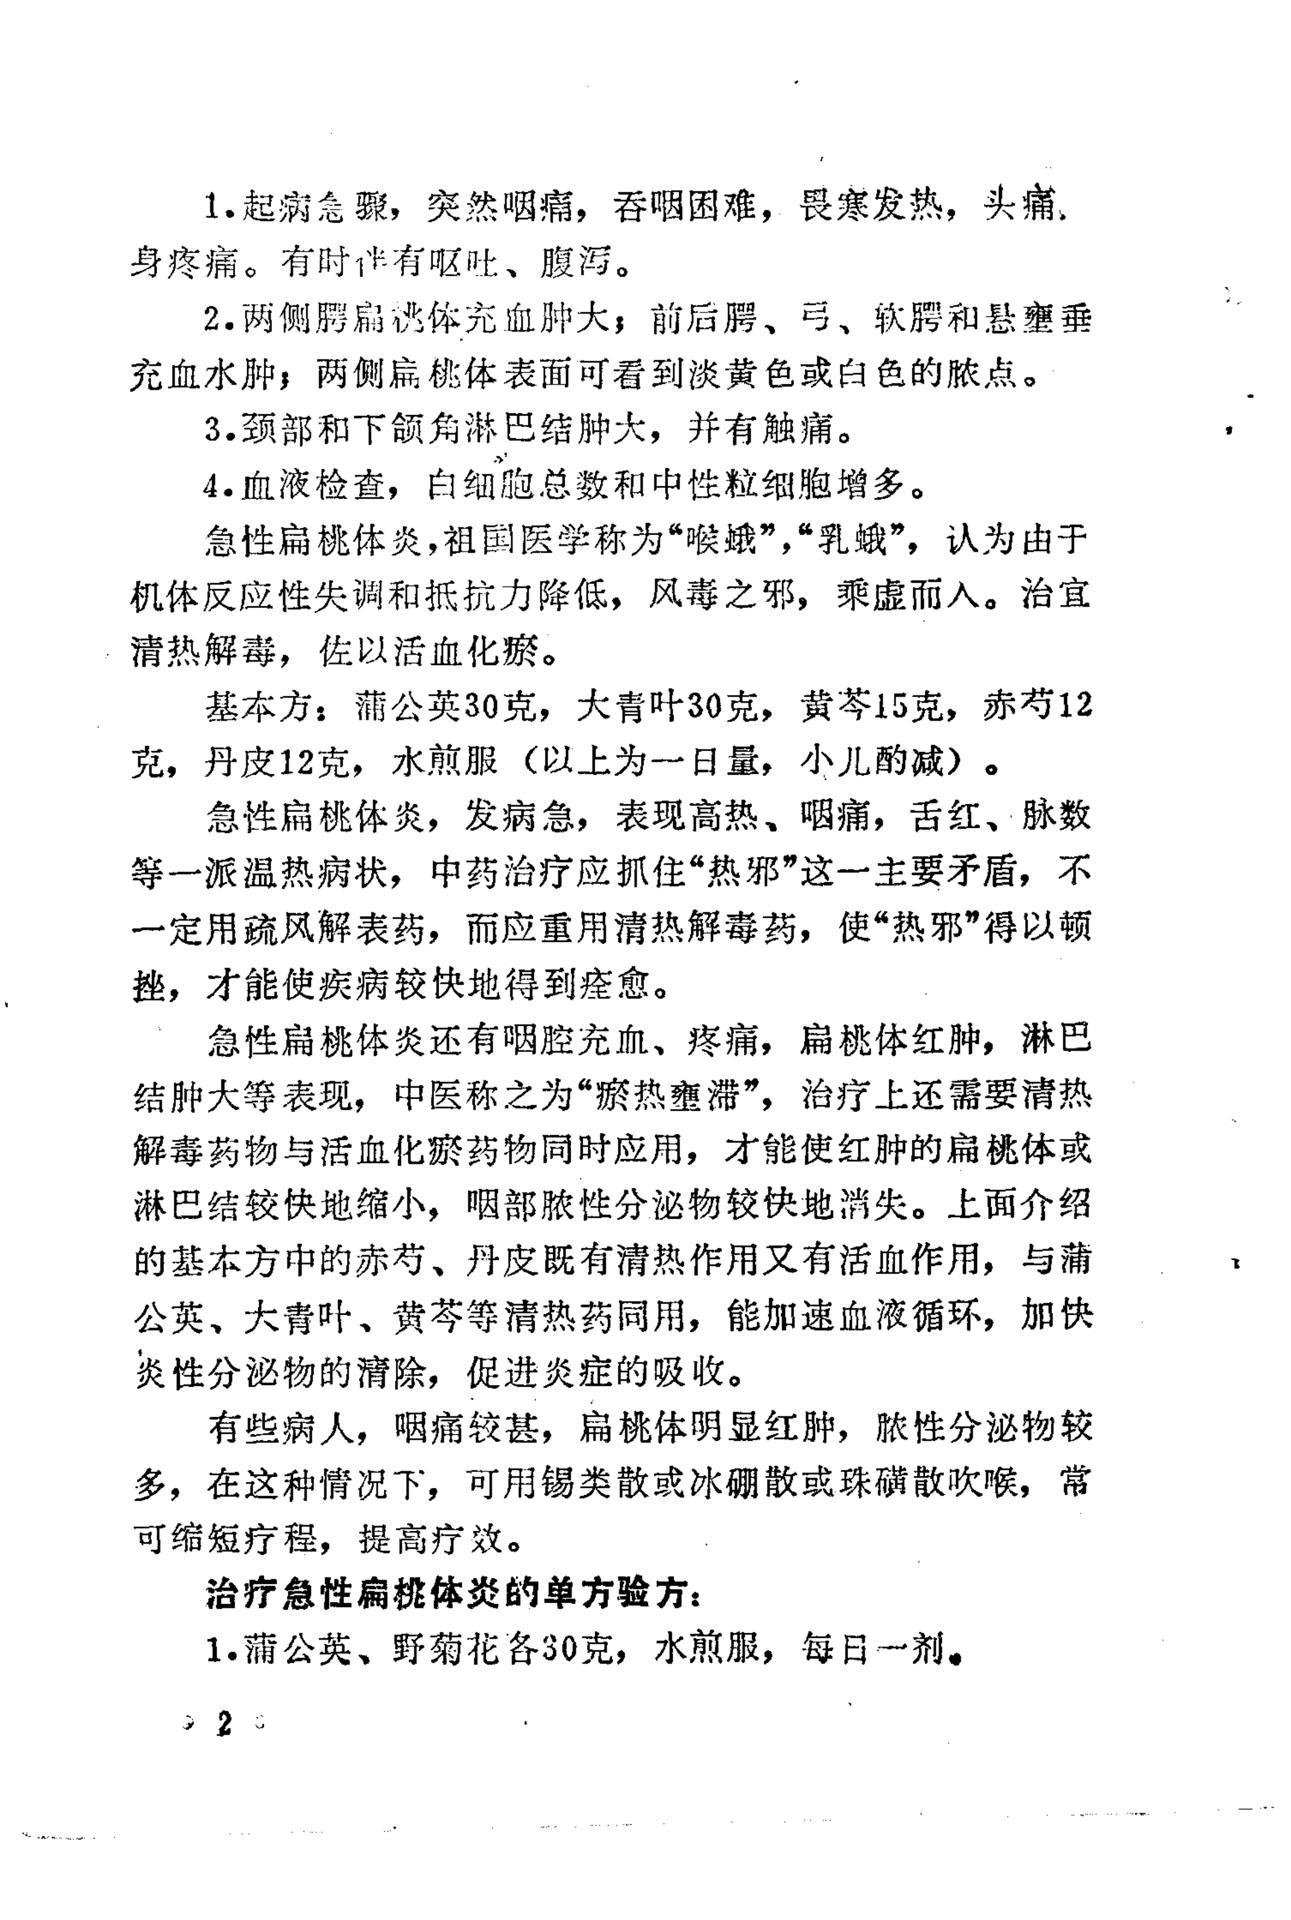 1.起病急骤，突然咽痛，吞咽困难，畏寒发热，头痛、
身疼痛。有时伴有呕吐、腹泻。
2.两侧腭扁桃体充血肿大；前后腭、弓、软腭和悬壅垂
充血水肿；两侧扁桃体表面可看到淡黄色或白色的脓点。
3.颈部和下颌角淋巴结肿大，并有触痛。
4.血液检查，白细胞总数和中性粒细胞增多。
急性扁桃体炎，祖国医学称为“喉蛾”，“乳蛾”，认为由于
机体反应性失调和抵抗力降低，风毒之邪，乘虚而入。治宜
清热解毒，佐以活血化瘀。
基本方：蒲公英30克，大青叶30克，黄芩15克，赤芍12
克，丹皮12克，水煎服（以上为一日量，小儿酌减）。
急性扁桃体炎，发病急，表现高热、咽痛，舌红、脉数
等一派温热病状，中药治疗应抓住“热邪”这一主要矛盾，不
一定用疏风解表药，而应重用清热解毒药，使“热邪”得以顿
挫，才能使疾病较快地得到痊愈。
急性扁桃体炎还有咽腔充血、疼痛，扁桃体红肿，淋巴
结肿大等表现，中医称之为“瘀热壅滞”，治疗上还需要清热
解毒药物与活血化瘀药物同时应用，才能使红肿的扁桃体或
淋巴结较快地缩小，咽部脓性分泌物较快地消失。上面介绍
的基本方中的赤芍、丹皮既有清热作用又有活血作用，与蒲
公英、大青叶、黄芩等清热药同用，能加速血液循环，加快
炎性分泌物的清除，促进炎症的吸收。
有些病人，咽痛较甚，扁桃体明显红肿，脓性分泌物较
多，在这种情况下，可用锡类散或冰硼散或珠磺散吹喉，常
可缩短疗程，提高疗效。
治疗急性扁桃体炎的单方验方：
1.蒲公英、野菊花各30克，水煎服，每日一剂。
2